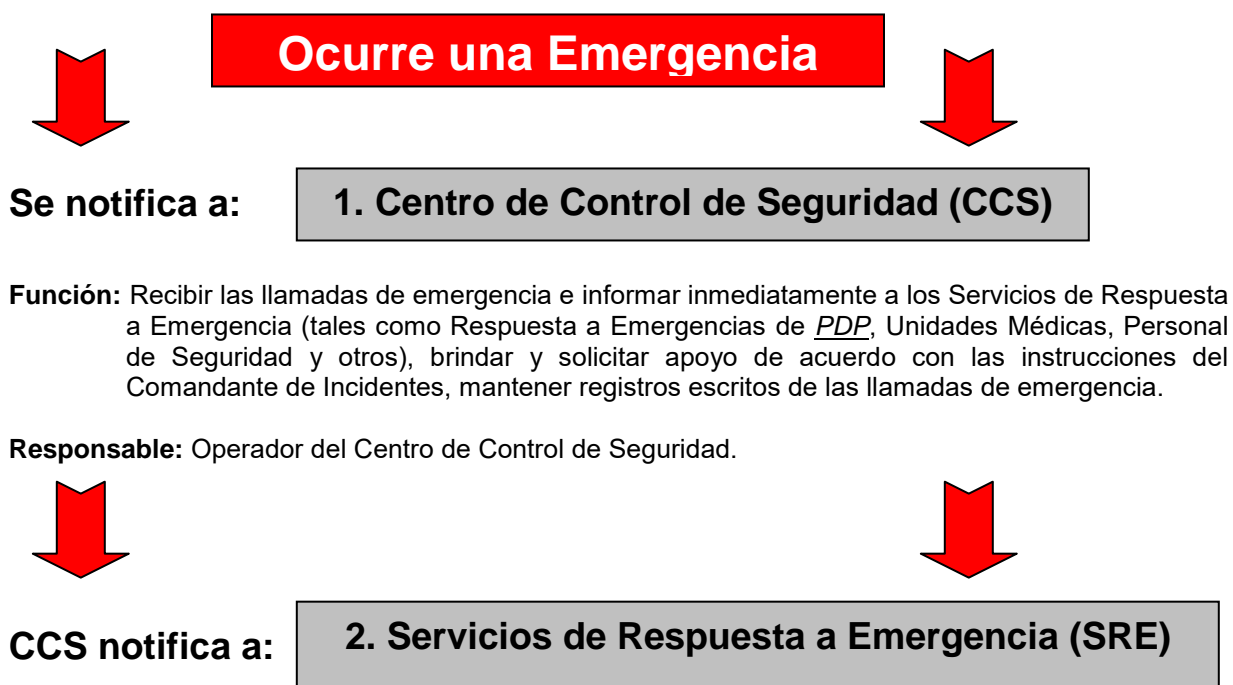 Ocurre una Emergencia
Se notifica a:
1. Centro de Control de Seguridad (CCS)
Función: Recibir las llamadas de emergencia e informar inmediatamente a los Servicios de Respuesta
a Emergencia (tales como Respuesta a Emergencias de PDP, Unidades Médicas, Personal
de Seguridad y otros), brindar y solicitar apoyo de acuerdo con las instrucciones del
Comandante de Incidentes, mantener registros escritos de las llamadas de emergencia.
Responsable: Operador del Centro de Control de Seguridad.
CCS notifica a:
2. Servicios de Respuesta a Emergencia (SRE)